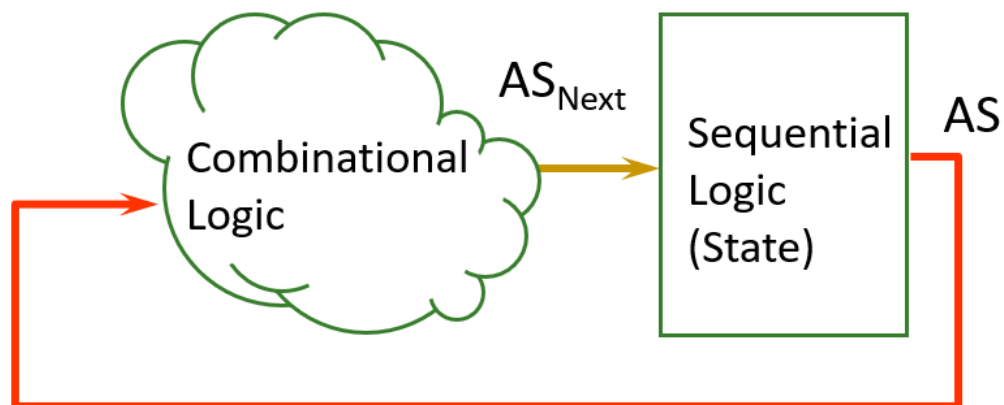 Combinational
Logic
AS_Next
Sequential
Logic
(State)
AS